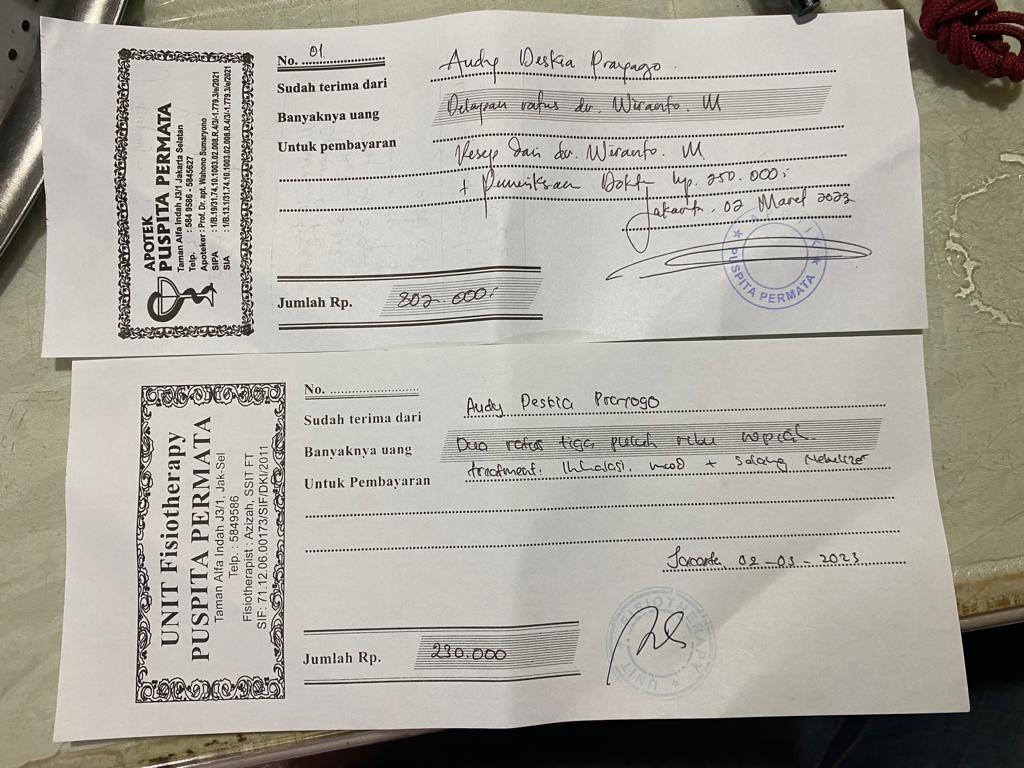 APOTEK
PUSPITA PERMATA
Taman Alfa Indah J3/1 Jakarta Selatan
Telp. : 584 9586 - 5845627
Apoteker : Prof. Dr. apt. Wahono Sumaryono
SIPA : 1/B.19/31.74.10.1003.02.008.R.4/3/-1.779.3/e/2021
SIA : 1/B.13.1/31.74.10.1003.02.008.R.4/3/-1.779.3/e/2021
No. 01
Sudah terima dari Audy Deskia Prayogo
Banyaknya uang Delapan ratus dr. Wiranto. M
Untuk pembayaran Resep dari dr. Wiranto. M
+ Pemeriksaan Dokter Rp. 250.000,-
Jakarta, 02 Maret 2023
PUSPITA PERMATA
Jumlah Rp. 802.000,-
UNIT Fisiotherapy
PUSPITA PERMATA
Taman Alfa Indah J3/1, Jak-Sel
Telp. : 5849586
Fisiotherapist : Azizah, SSIT FT
SIF: 71.12.06.00173/SIF/DKI/2011
No.
Sudah terima dari Audy Deskia Prayogo
Banyaknya uang Dua ratus tiga puluh ribu rupiah.
Untuk Pembayaran treatment: Inhalasi, mwd + selang Nebulizer
Jakarta, 02-03-2023
UNIT FISIOTERAPY
Jumlah Rp. 230.000